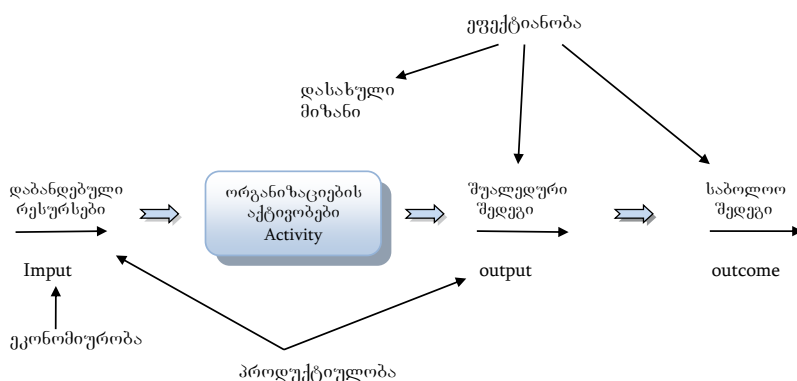 ეფექტიანობა
დასახული
მიზანი
დაბანდებული
რესურსები
ორგანიზაციების
აქტივობები
Activity
შუალედური
შედეგი
საბოლოო
შედეგი
Imput
output
outcome
ეკონომიურობა
პროდუქტიულობა